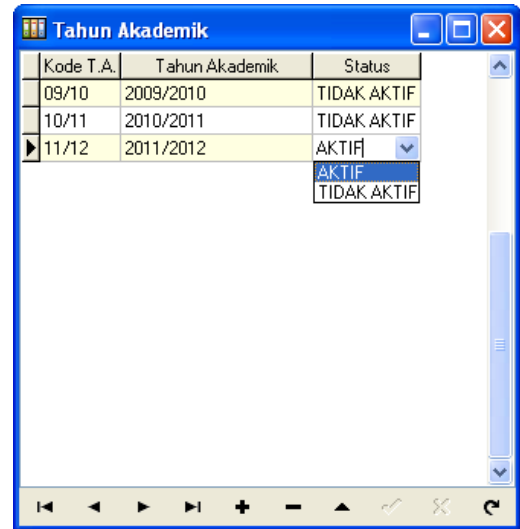 Tahun Akademik
Kode T.A. Tahun Akademik Status
09/10 2009/2010 TIDAK AKTIF
10/11 2010/2011 TIDAK AKTIF
11/12 2011/2012 AKTIF
AKTIF
TIDAK AKTIF